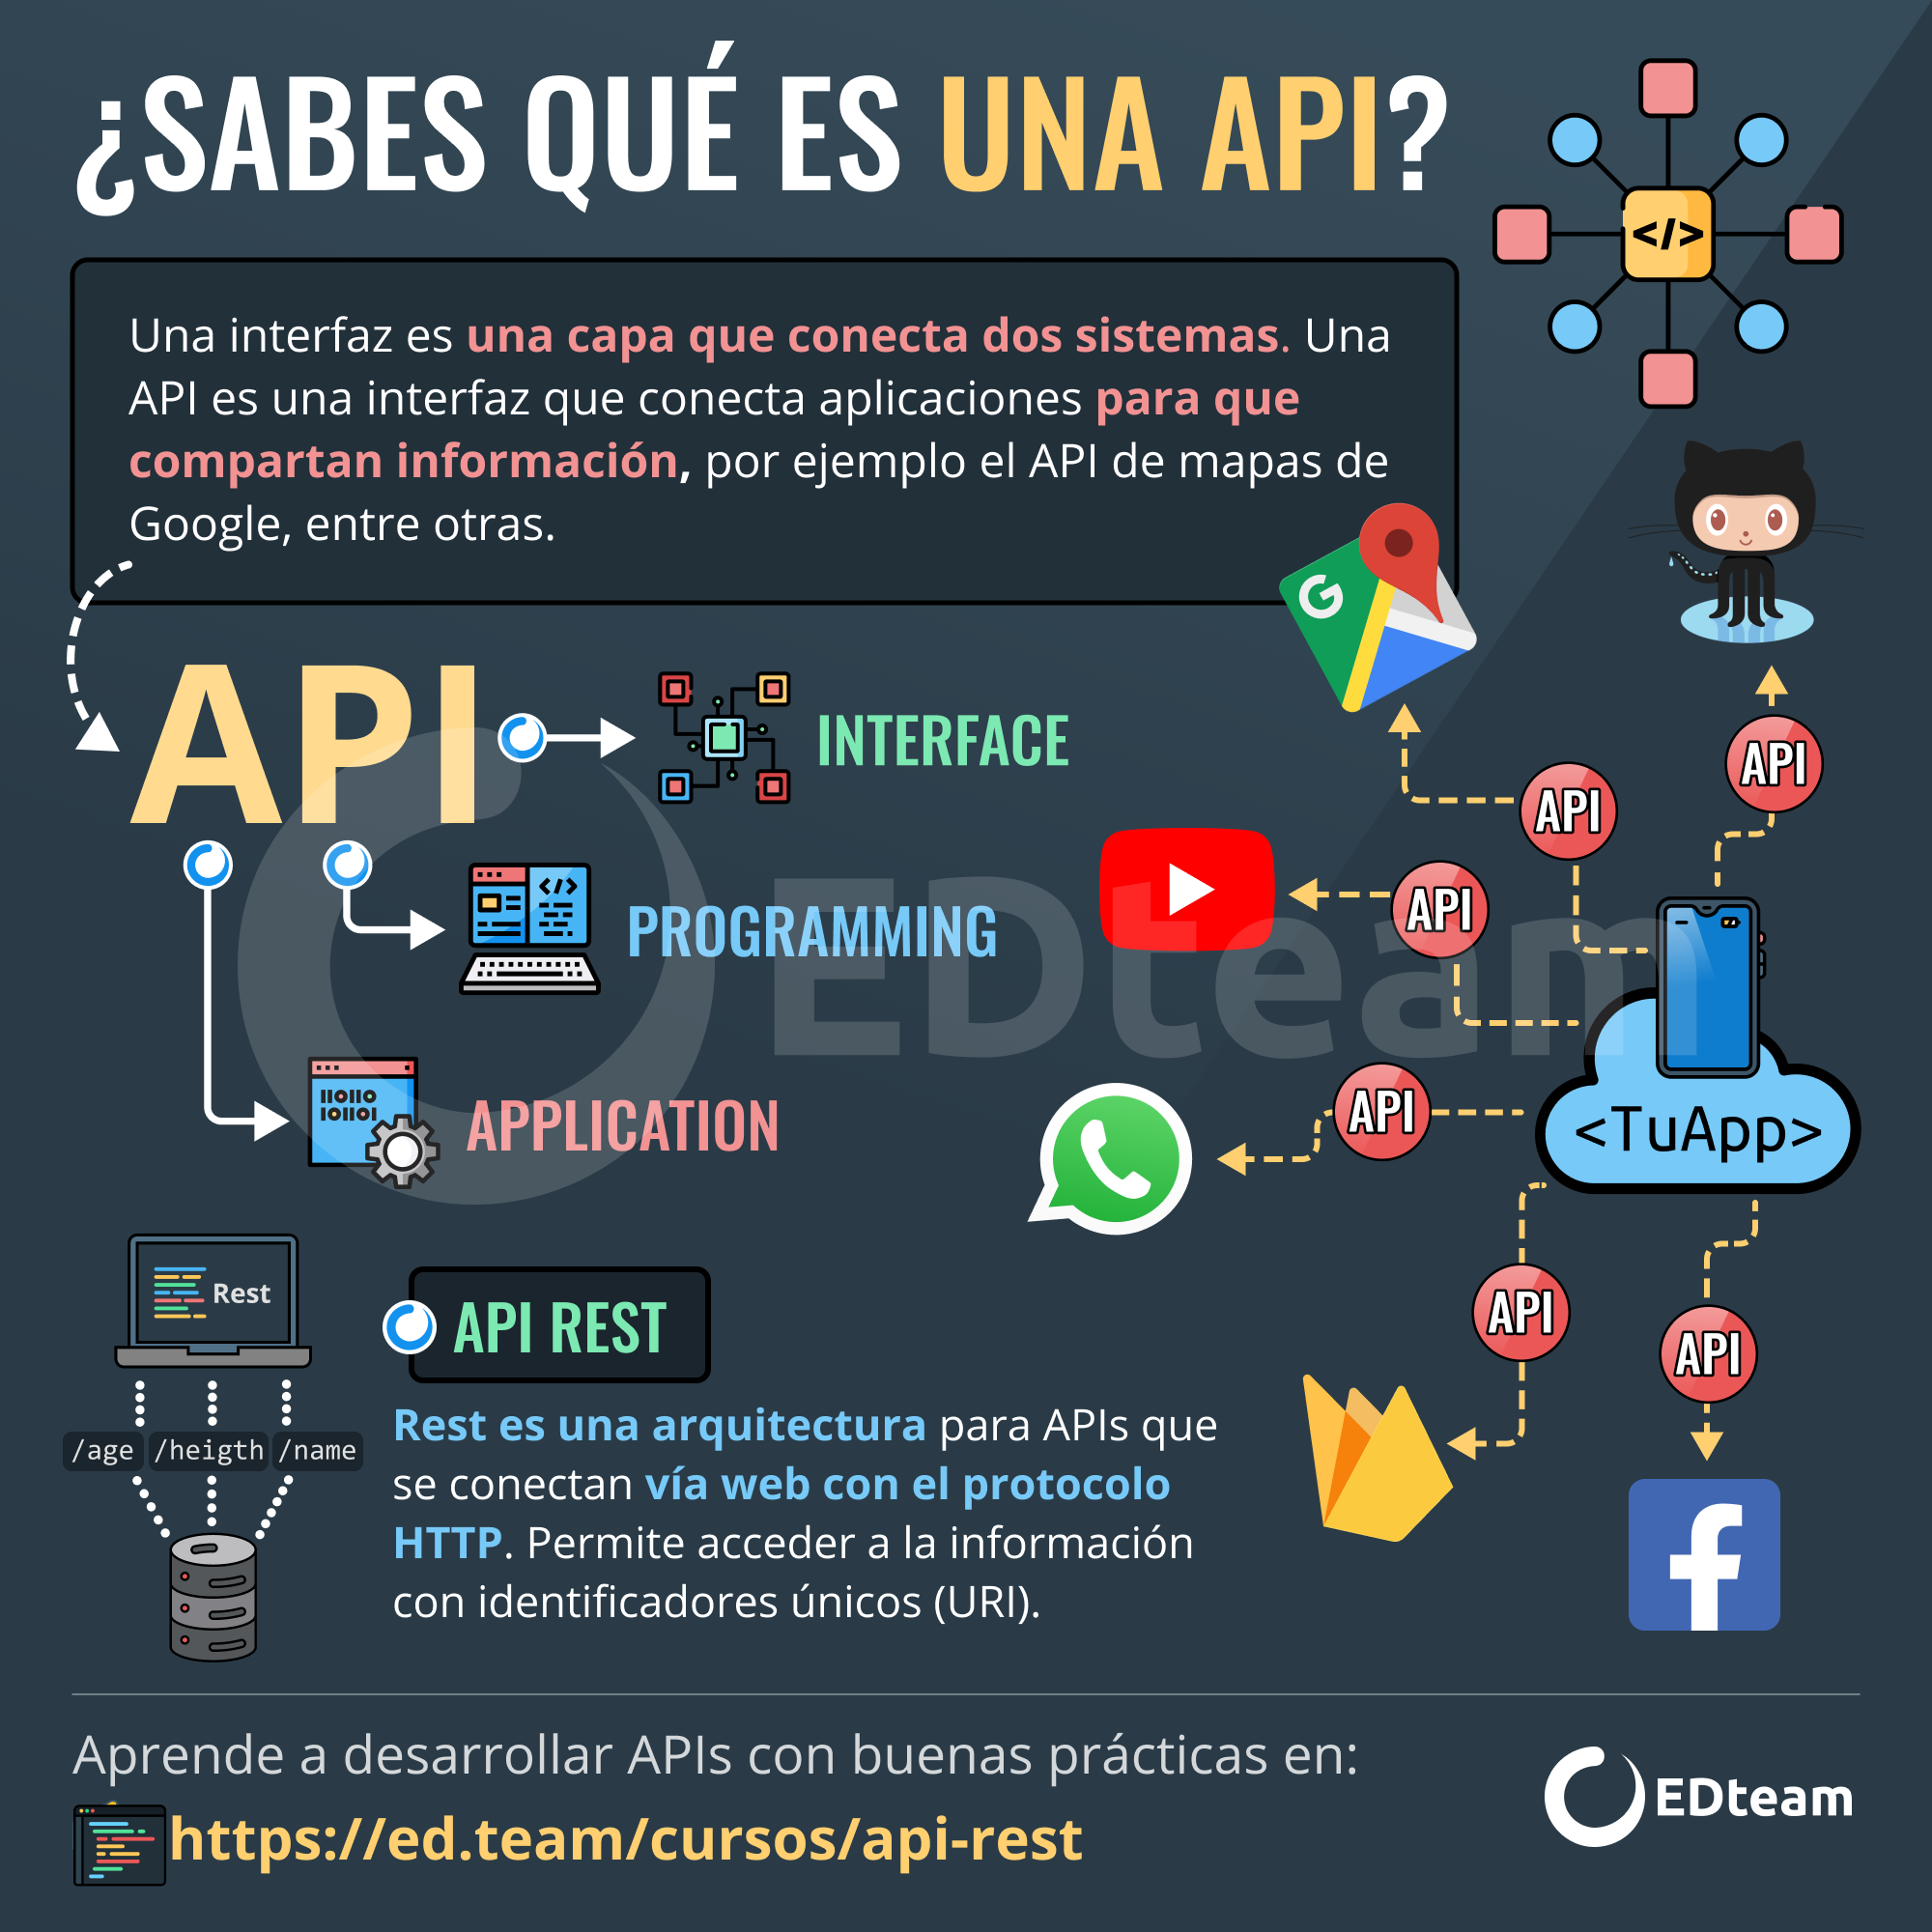 ¿SABES QUÉ ES UNA API?
</>
Una interfaz es una capa que conecta dos sistemas. Una
API es una interfaz que conecta aplicaciones para que
compartan información, por ejemplo el API de mapas de
Google, entre otras.
G
API
INTERFACE
PROGRAMMING
</>
APPLICATION
EDteam
API
API
API
API
API
API
<TuApp>
Rest
/age /heigth /name
API REST
Rest es una arquitectura para APIs que
se conectan vía web con el protocolo
HTTP. Permite acceder a la información
con identificadores únicos (URI).
f
Aprende a desarrollar APIs con buenas prácticas en:
https://ed.team/cursos/api-rest
EDteam